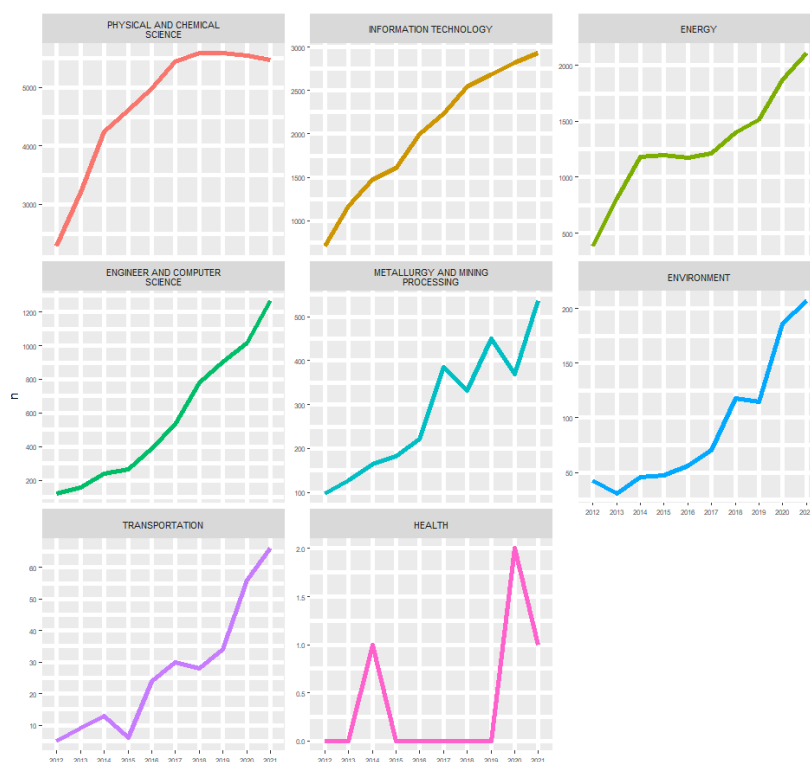 PHYSICAL AND CHEMICAL
SCIENCE
INFORMATION TECHNOLOGY
ENERGY
5000
3000
3000
2500
2000
1500
1000
2000
1500
1000
500
ENGINEER AND COMPUTER
SCIENCE
METALLURGY AND MINING
PROCESSING
ENVIRONMENT
n
1200
1000
800
600
400
200
500
400
300
200
100
200
150
100
50
2012 2013 2014 2015 2016 2017 2018 2019 2020 202
TRANSPORTATION
HEALTH
60
50
40
30
20
10
2.0
1.5
1.0
0.5
0.0
2012 2013 2014 2015 2016 2017 2018 2019 2020 2021
2012 2013 2014 2015 2016 2017 2018 2019 2020 2021